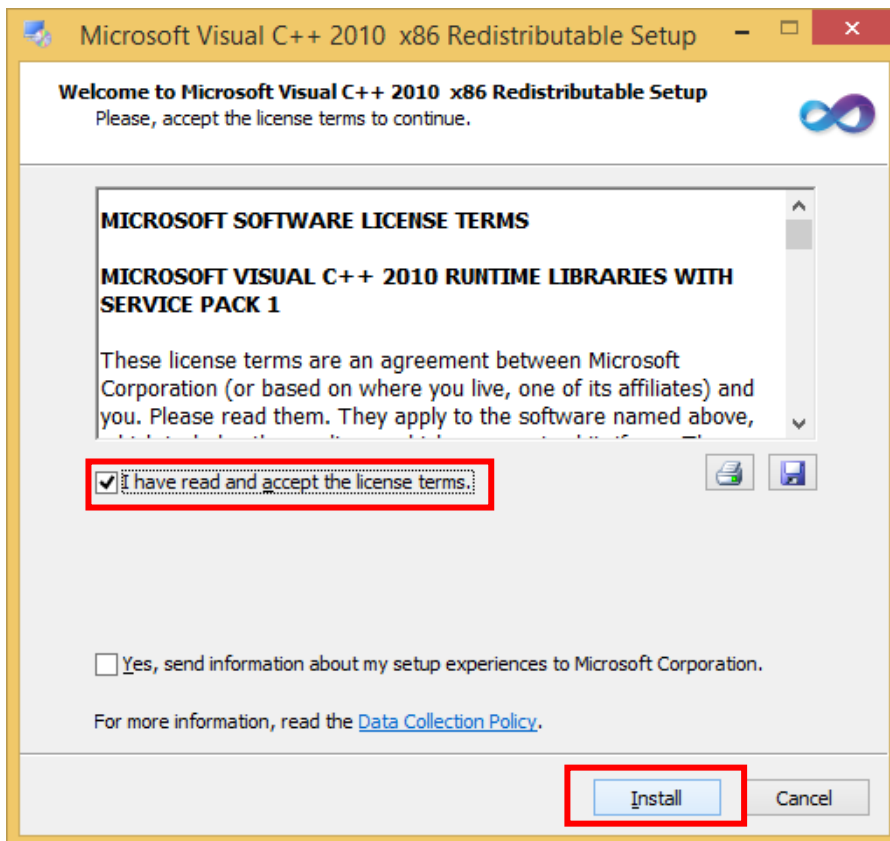 Microsoft Visual C++ 2010 x86 Redistributable Setup
Welcome to Microsoft Visual C++ 2010 x86 Redistributable Setup
Please, accept the license terms to continue.
MICROSOFT SOFTWARE LICENSE TERMS
MICROSOFT VISUAL C++ 2010 RUNTIME LIBRARIES WITH
SERVICE PACK 1
These license terms are an agreement between Microsoft
Corporation (or based on where you live, one of its affiliates) and
you. Please read them. They apply to the software named above,
I have read and accept the license terms.
Yes, send information about my setup experiences to Microsoft Corporation.
For more information, read the Data Collection Policy.
Install
Cancel